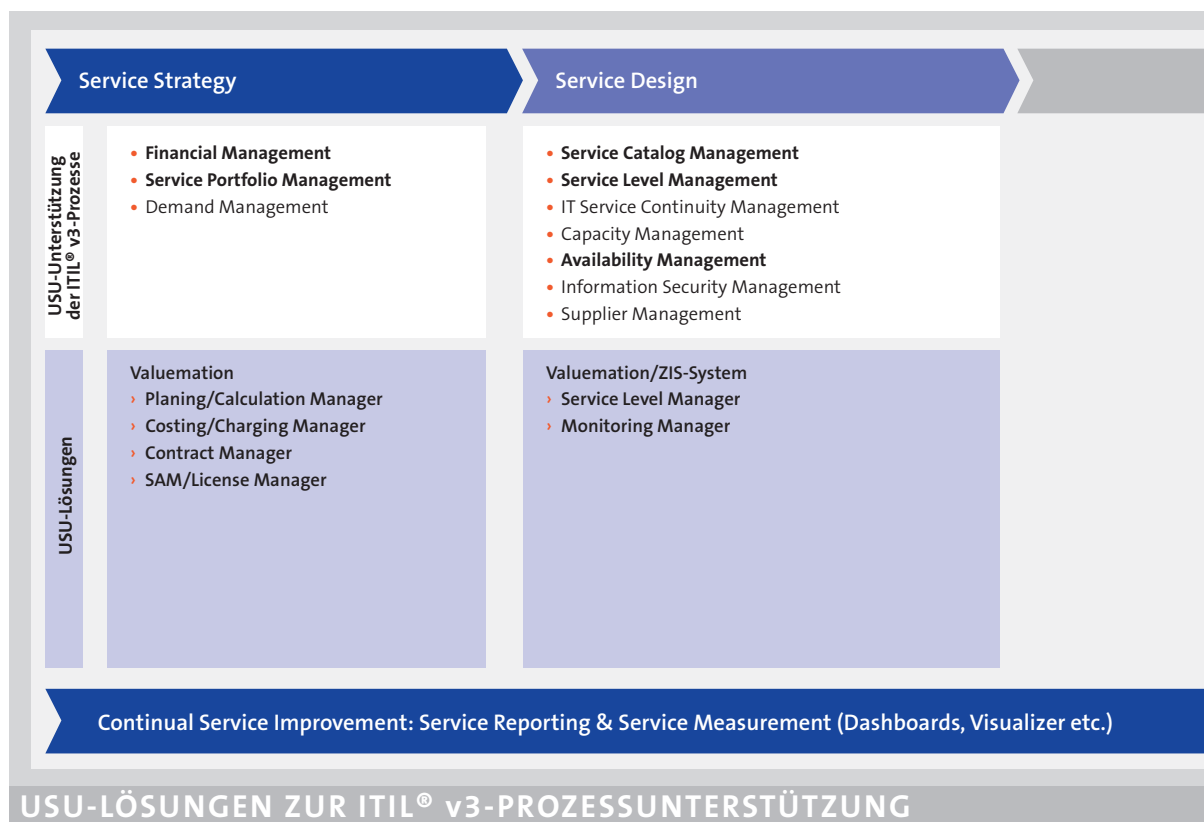 Service Strategy
Service Design
USU-Unterstützung
der ITIL® v3-Prozesse
• Financial Management
• Service Portfolio Management
• Demand Management
• Service Catalog Management
• Service Level Management
• IT Service Continuity Management
• Capacity Management
• Availability Management
• Information Security Management
• Supplier Management
USU-Lösungen
Valuemation
› Planing/Calculation Manager
› Costing/Charging Manager
› Contract Manager
› SAM/License Manager
Valuemation/ZIS-System
› Service Level Manager
› Monitoring Manager
Continual Service Improvement: Service Reporting & Service Measurement (Dashboards, Visualizer etc.)
USU-LÖSUNGEN ZUR ITIL® v3-PROZESSUNTERSTÜTZUNG